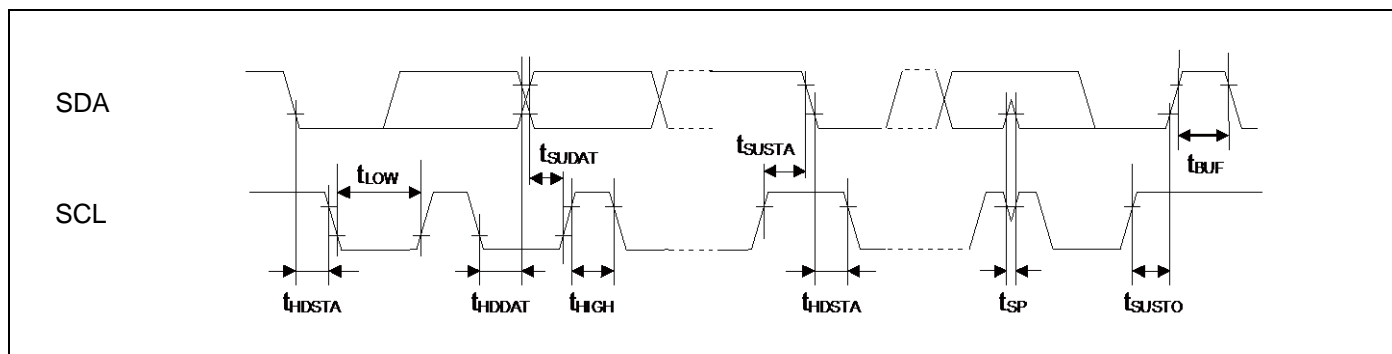 SDA
tSUDAT
tSUSTA
tBUF
tLOW
SCL
tHDSTA
tHDDAT
tHIGH
tHDSTA
tSP
tSUSTO